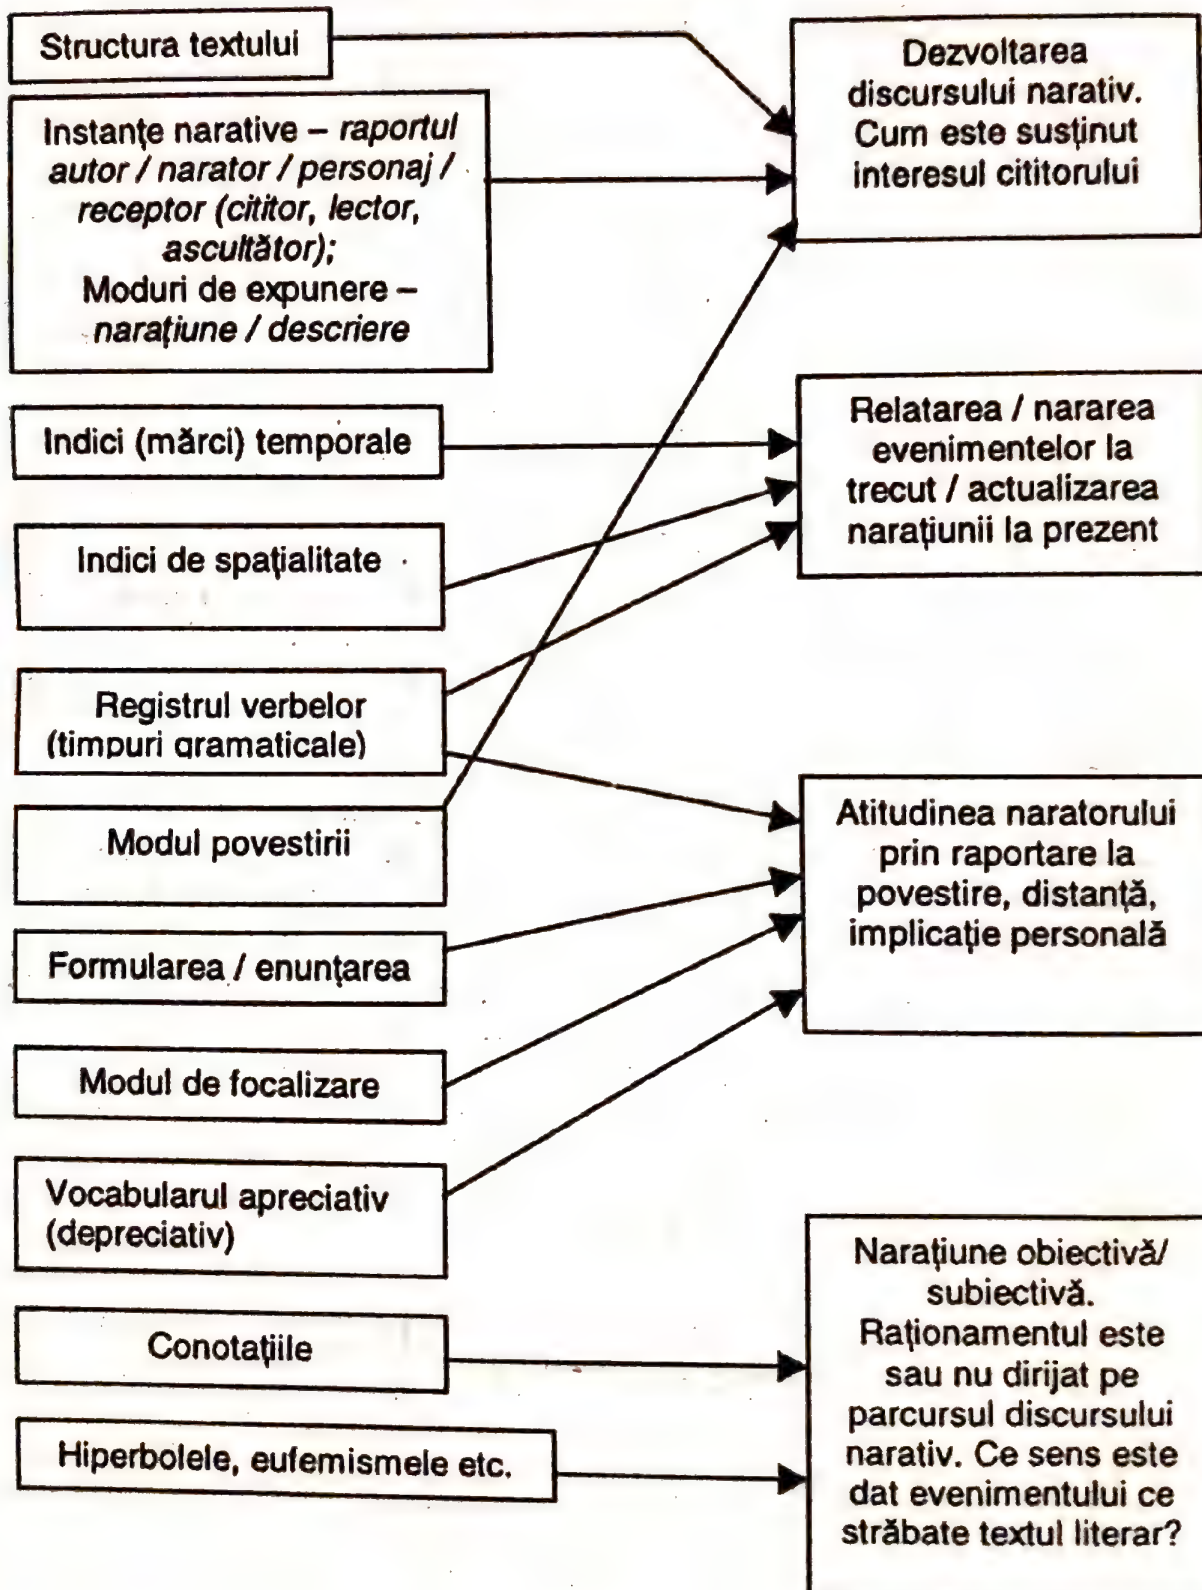 Structura textului
Instanțe narative – raportul
autor / narator / personaj /
receptor (cititor, lector,
ascultător);
Moduri de expunere –
narațiune / descriere
Indici (mărci) temporale
Indici de spațialitate
Registrul verbelor
(timpuri gramaticale)
Modul povestirii
Formularea / enunțarea
Modul de focalizare
Vocabularul apreciativ
(depreciativ)
Conotațiile
Hiperbolele, eufemismele etc.
Dezvoltarea
discursului narativ.
Cum este susținut
interesul cititorului
Relatarea / nararea
evenimentelor la
trecut / actualizarea
narațiunii la prezent
Atitudinea naratorului
prin raportare la
povestire, distanță,
implicație personală
Narațiune obiectivă/
subiectivă.
Raționamentul este
sau nu dirijat pe
parcursul discursului
narativ. Ce sens este
dat evenimentului ce
străbate textul literar?